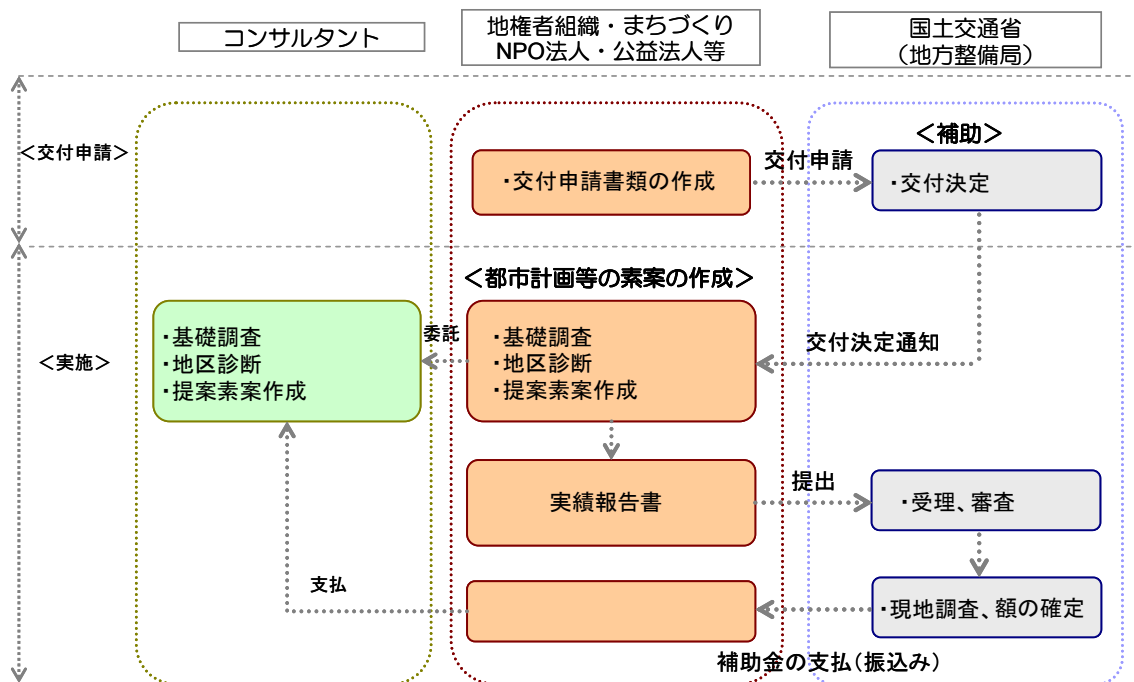 コンサルタント
地権者組織・まちづくり
NPO法人・公益法人等
国土交通省
（地方整備局）
＜交付申請＞
＜補助＞
・交付申請書類の作成
交付申請
・交付決定
＜都市計画等の素案の作成＞
＜実施＞
・基礎調査
・地区診断
・提案素案作成
委託
・基礎調査
・地区診断
・提案素案作成
交付決定通知
実績報告書
提出
・受理、審査
支払
・現地調査、額の確定
補助金の支払（振込み）